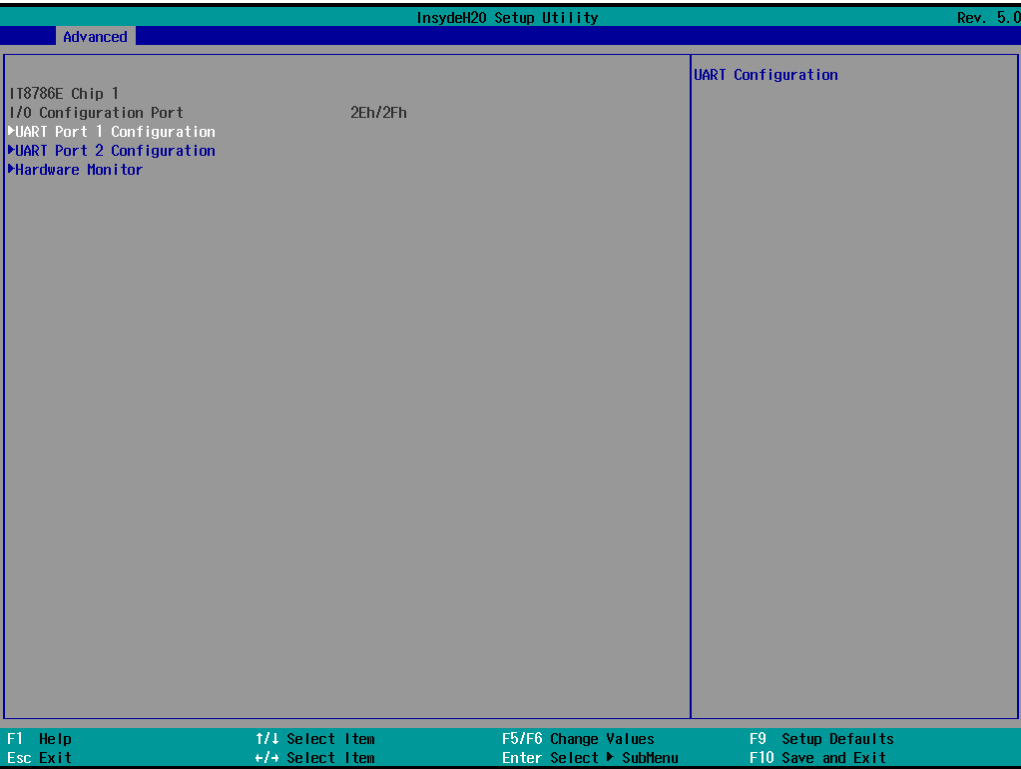 InsydeH20 Setup Utility Rev. 5.0
Advanced
UART Configuration
IT8786E Chip 1
I/O Configuration Port 2Eh/2Fh
▶UART Port 1 Configuration
▶UART Port 2 Configuration
▶Hardware Monitor
F1 Help ↑/↓ Select Item F5/F6 Change Values F9 Setup Defaults
Esc Exit ←/→ Select Item Enter Select ▶ SubMenu F10 Save and Exit